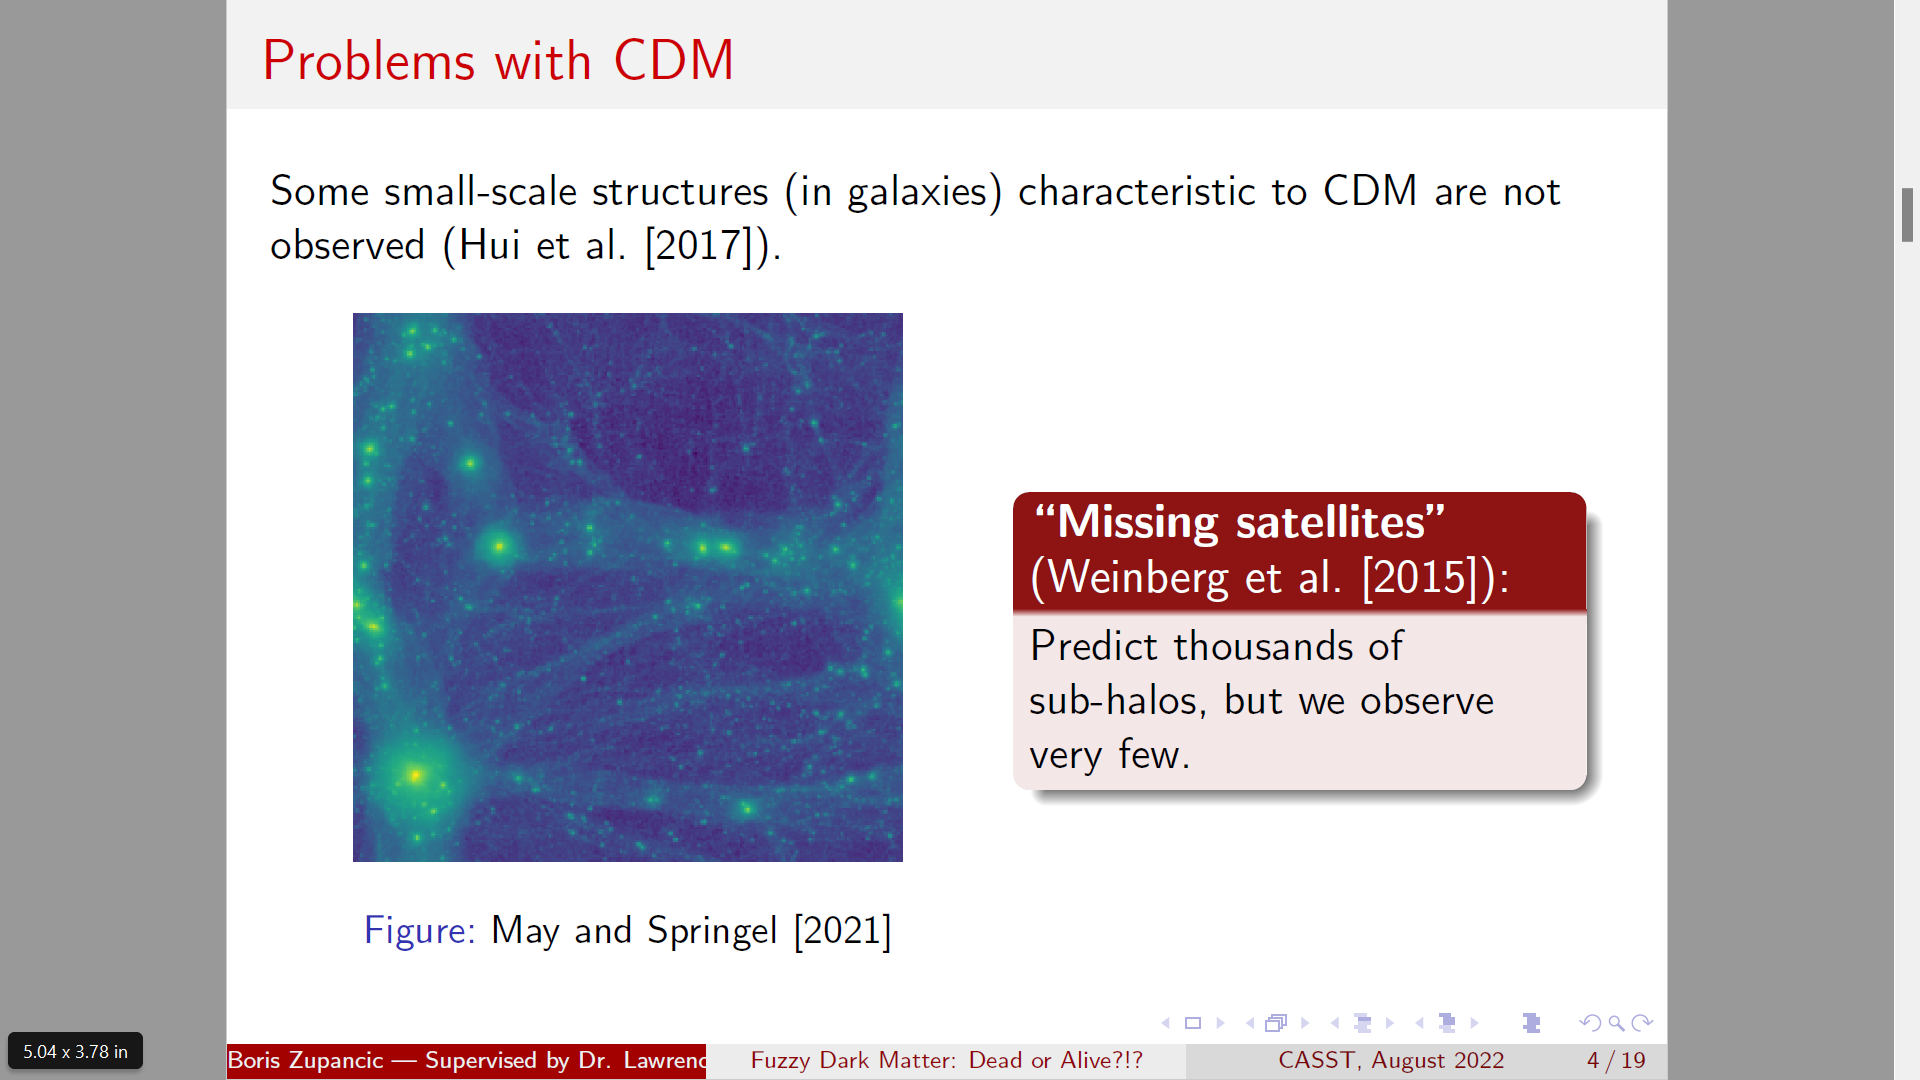 Problems with CDM
Some small-scale structures (in galaxies) characteristic to CDM are not
observed (Hui et al. [2017]).
“Missing satellites”
(Weinberg et al. [2015]):
Predict thousands of
sub-halos, but we observe
very few.
Figure: May and Springel [2021]
5.04 x 3.78 in
Boris Zupancic — Supervised by Dr. Lawrenc
Fuzzy Dark Matter: Dead or Alive?!?
CASST, August 2022
4 / 19